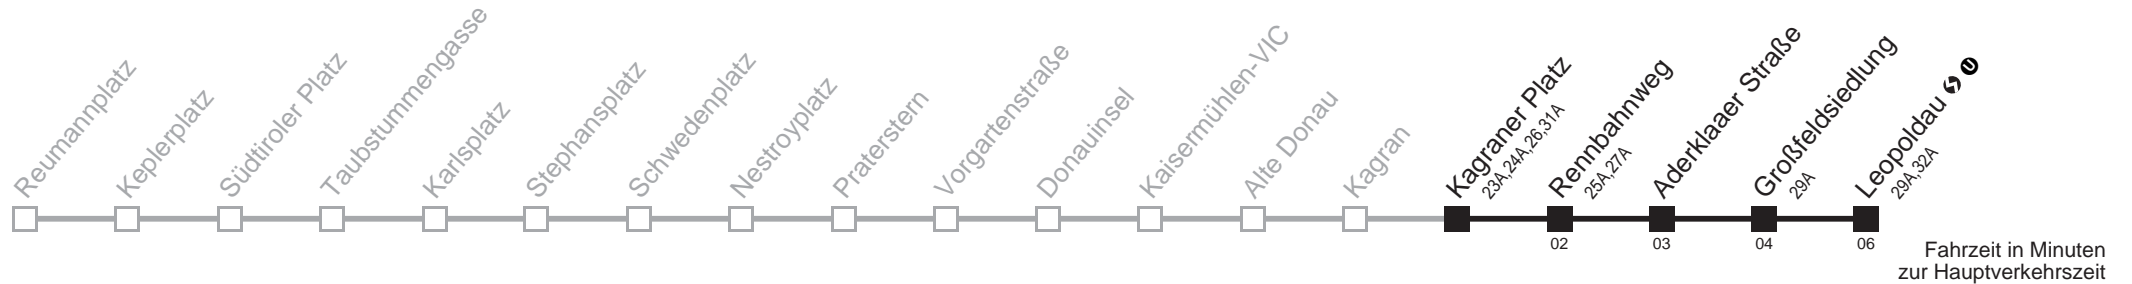 Reumannplatz
Keplerplatz
Südtiroler Platz
Taubstummengasse
Karlsplatz
Stephansplatz
Schwedenplatz
Nestroyplatz
Praterstern
Vorgartenstraße
Donauinsel
Kaisermühlen-VIC
Alte Donau
Kagran
Kagraner Platz
23A,24A,26,31A
Rennbahnweg
25A,27A
Aderklaaer Straße
Großfeldsiedlung
29A
Leopoldau S U
29A,32A
02
03
04
06
Fahrzeit in Minuten
zur Hauptverkehrszeit